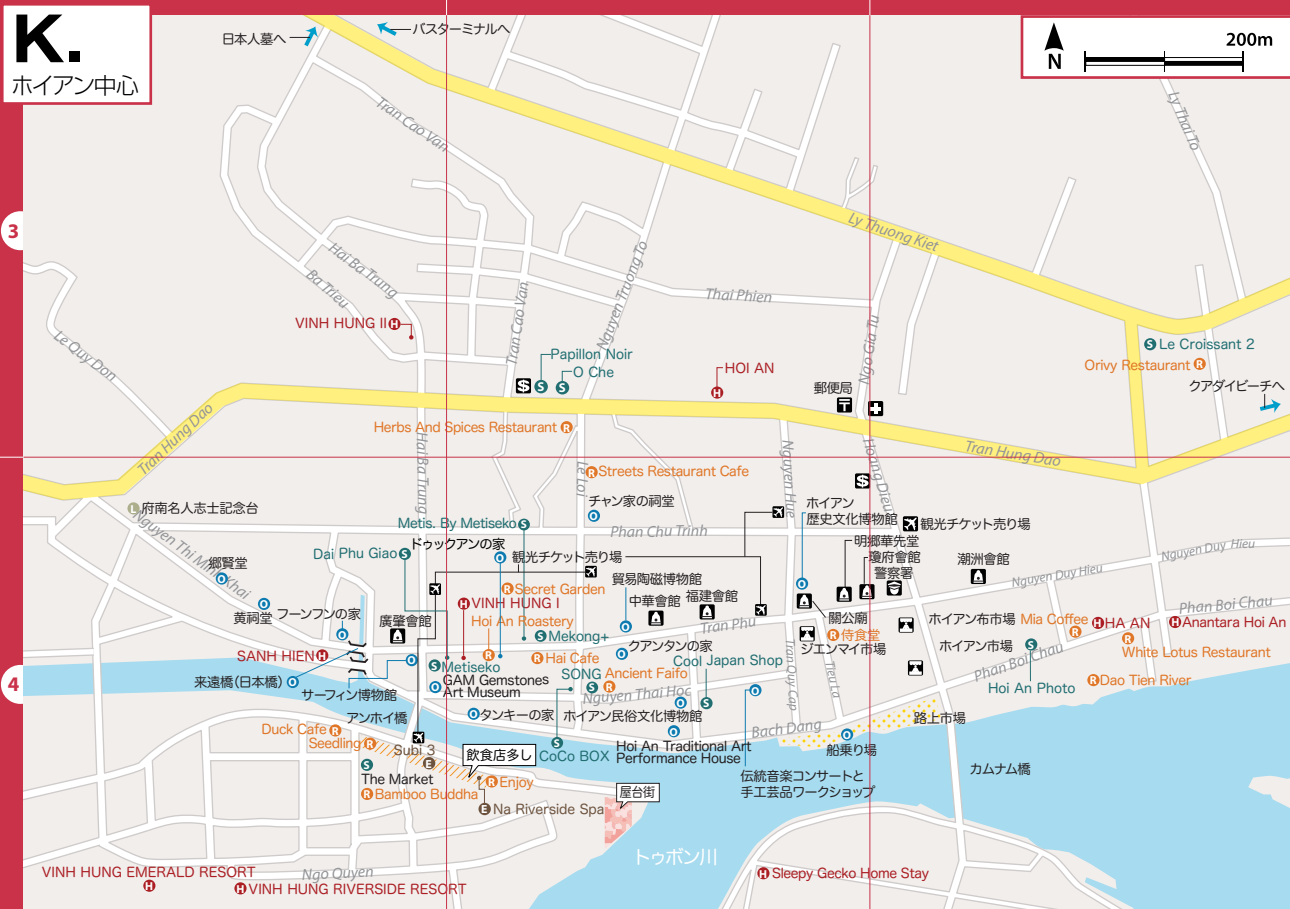 K.
ホイアン中心
日本人墓へ
バスターミナルへ
N
200m
Tran Cao Van
Ly Thai To
3
Ly Thuong Kiet
Hai Ba Trung
Ba Trieu
Nguyen Truong To
Thai Phien
Tran Cao Van
Ngo Gia Tu
VINH HUNG II H
Le Quy Don
Papillon Noir
O Che
$ S S
HOI AN
H
S Le Croissant 2
Orivy Restaurant R
クアダイビーチへ
郵便局
Tran Hung Dao
Herbs And Spices Restaurant R
Hai Ba Trung
Le Loi
Nguyen Hue
Hoang Dieu
Tran Hung Dao
R Streets Restaurant Cafe
$
L 府南名人志士記念台
チャン家の祠堂
ホイアン
歴史文化博物館
観光チケット売り場
Nguyen Thi Minh Khai
Metis. By Metiseko S
Phan Chu Trinh
明郷華先堂
瓊府會館
警察署
潮洲會館
Nguyen Duy Hieu
Nguyen Duy Hieu
ドゥックアンの家
Dai Phu Giao S
観光チケット売り場
郷賢堂
貿易陶磁博物館
R Secret Garden
中華會館
福建會館
黄祠堂
フーンフンの家
H VINH HUNG I
Hoi An Roastery
廣肇會館
關公廟
ホイアン布市場
Mia Coffee
Phan Boi Chau
H HA AN
H Anantara Hoi An
Tran Phu
S Mekong+
R 侍食堂
ジエンマイ市場
ホイアン市場
White Lotus Restaurant
クアンタンの家
SANH HIEN H
R Hai Cafe
Cool Japan Shop
Tran Quy Cap
Tieu La
Phan Boi Chau
4
S Metiseko
GAM Gemstones
Art Museum
SONG
Ancient Faifo
来遠橋(日本橋)
サーフィン博物館
Nguyen Thai Hoc
Hoi An Photo
R Dao Tien River
アンホイ橋
タンキーの家
ホイアン民俗文化博物館
路上市場
Bach Dang
Duck Cafe R
Seedling R
Subi 3
E
飲食店多し
S
CoCo BOX
Hoi An Traditional Art
Performance House
船乗り場
カムナム橋
S
The Market
R Bamboo Buddha
R Enjoy
伝統音楽コンサートと
手工芸品ワークショップ
屋台街
E Na Riverside Spa
トゥボン川
VINH HUNG EMERALD RESORT
H
Ngo Quyen
H VINH HUNG RIVERSIDE RESORT
H Sleepy Gecko Home Stay